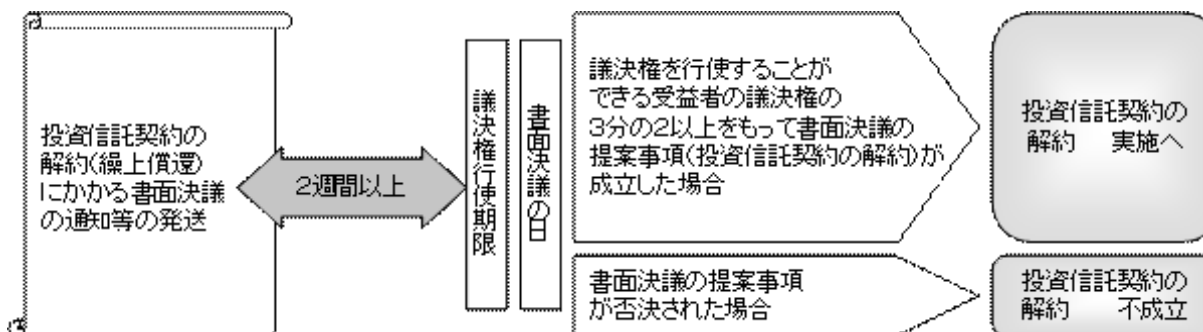 投資信託契約の
解約(繰上償還)
にかかる書面決議
の通知等の発送
2週間以上
議決権行使期限
書面決議の日
議決権を行使することが
できる受益者の議決権の
3分の2以上をもって書面決議の
提案事項(投資信託契約の解約)が
成立した場合
投資信託契約の
解約 実施へ
書面決議の提案事項
が否決された場合
投資信託契約の
解約 不成立